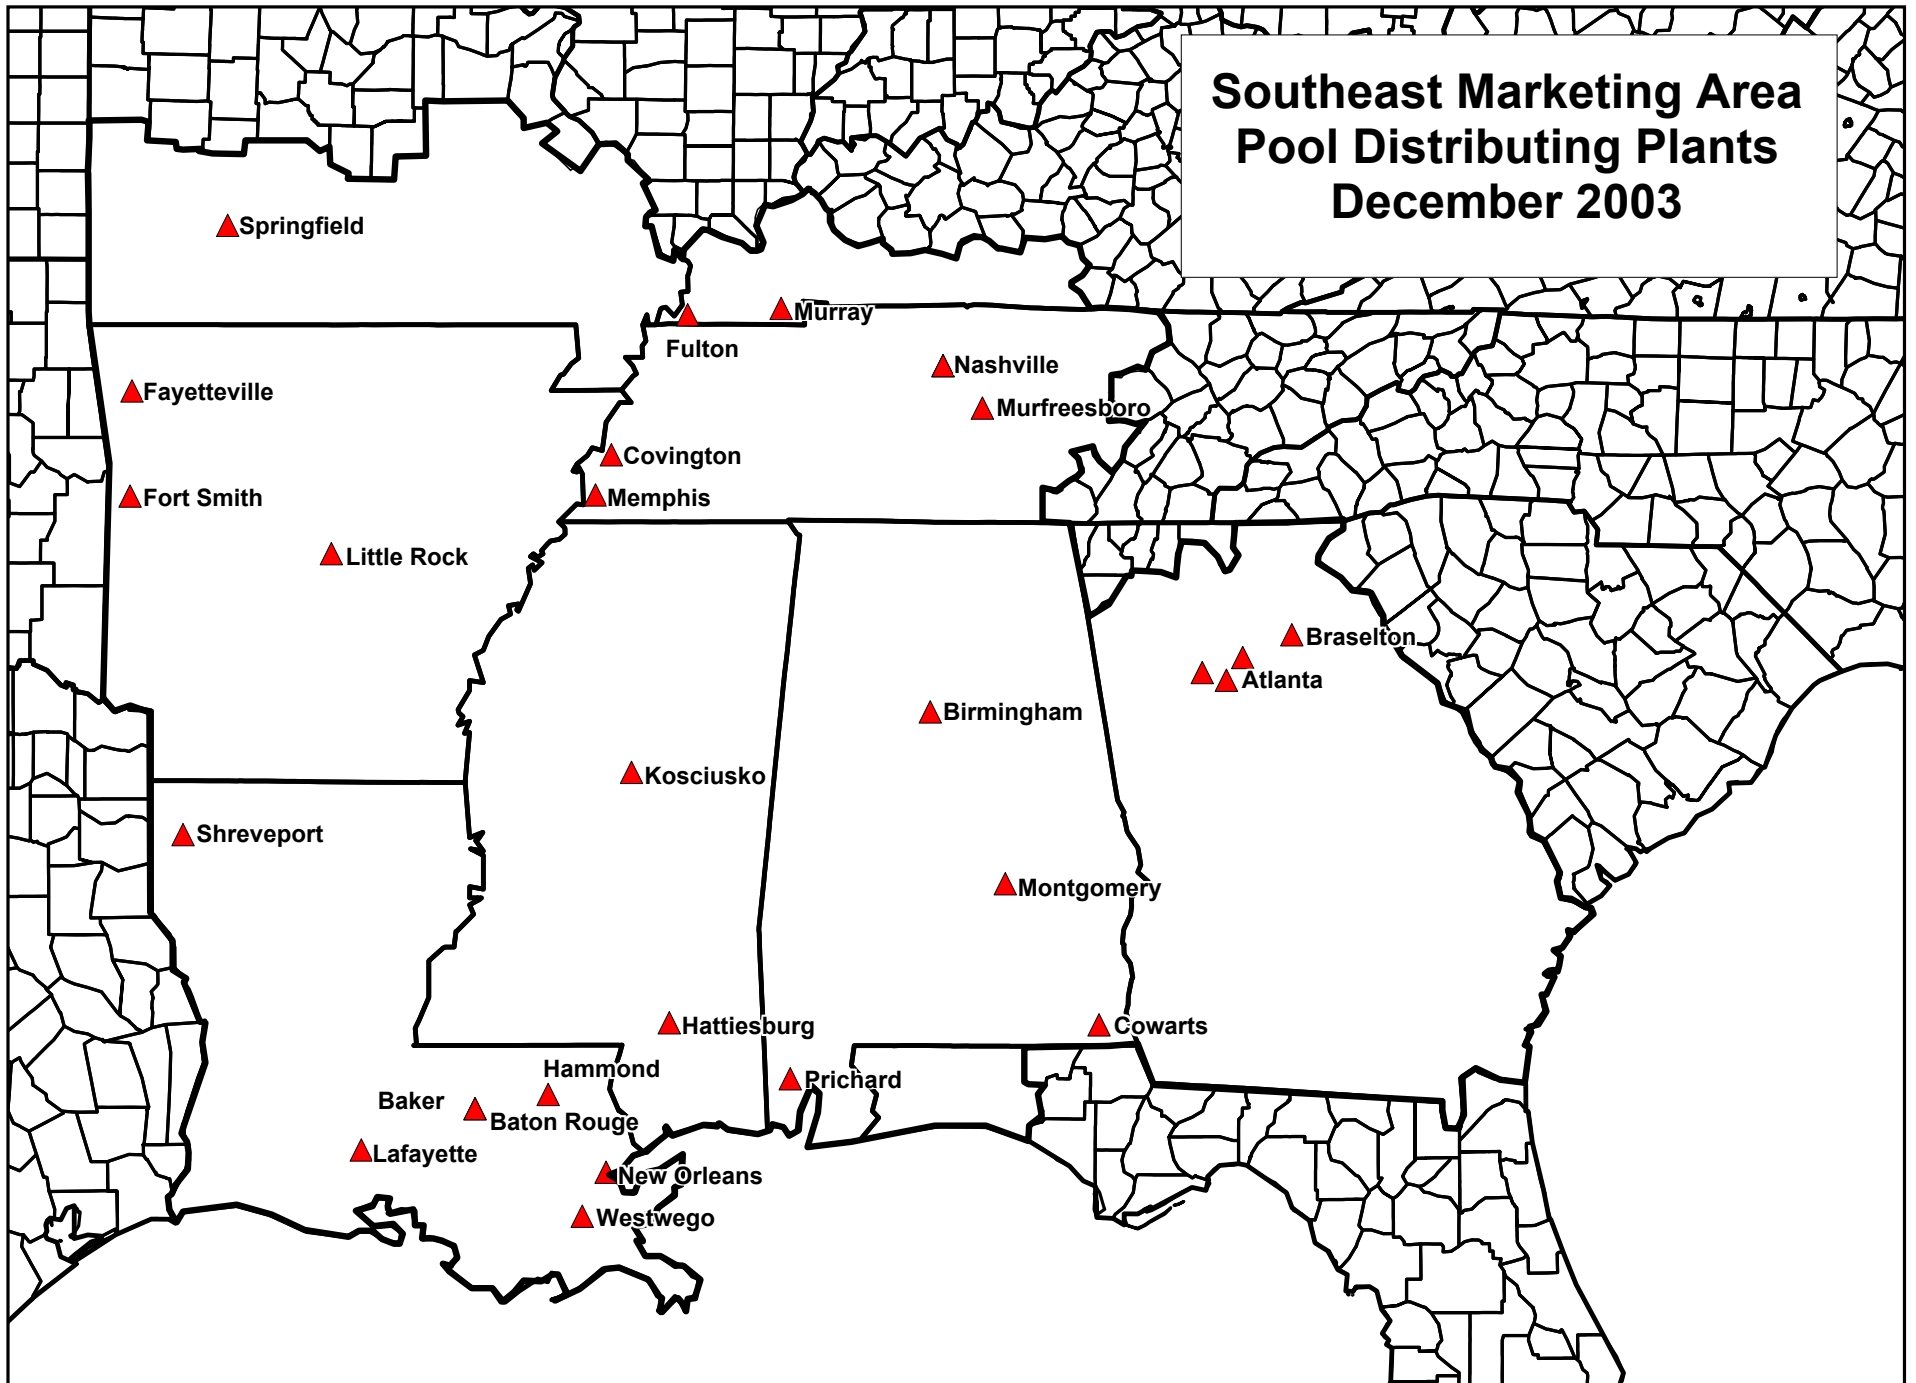 Southeast Marketing Area
Pool Distributing Plants
December 2003
Springfield
Murray
Fulton
Nashville
Fayetteville
Murfreesboro
Covington
Fort Smith
Memphis
Little Rock
Braselton
Atlanta
Birmingham
Kosciusko
Shreveport
Montgomery
Hattiesburg
Cowarts
Hammond
Prichard
Baker
Baton Rouge
Lafayette
New Orleans
Westwego